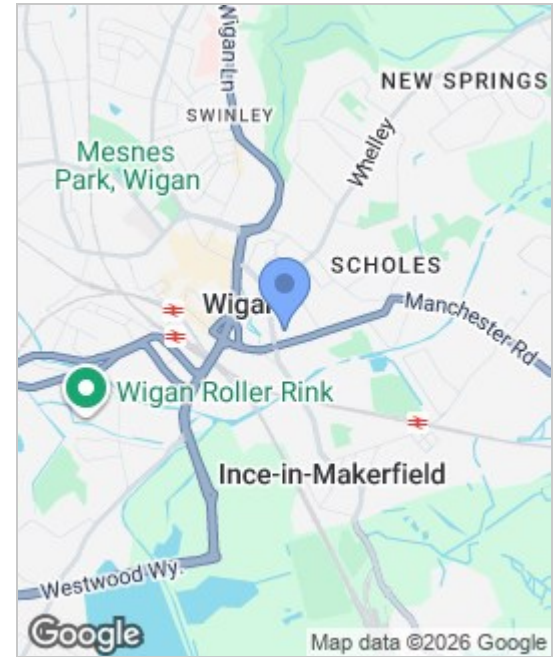 Wigan Ln
NEW SPRINGS
SWINLEY
Whelley
Mesnes
Park, Wigan
SCHOLES
Wigan
Manchester Rd
Wigan Roller Rink
Ince-in-Makerfield
Westwood Wy.
Google
Map data ©2026 Google